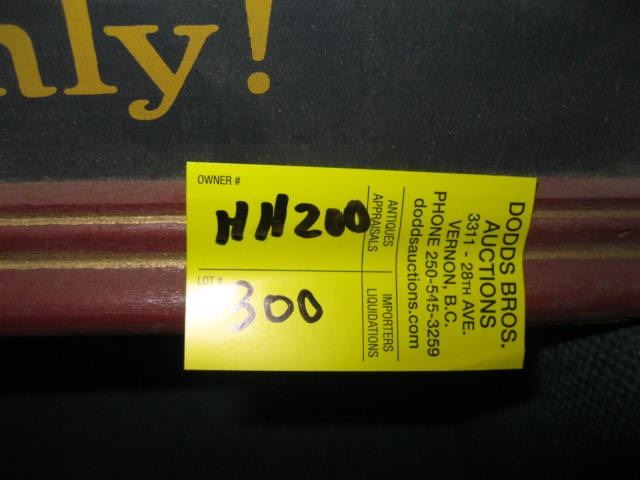 nly!
OWNER #
HH200
LOT #
300
ANTIQUES
APPRAISALS
IMPORTERS
LIQUIDATIONS
DODDS BROS.
AUCTIONS
3311 - 28TH AVE.
VERNON, B.C.
PHONE 250-545-3259
doddsauctions.com